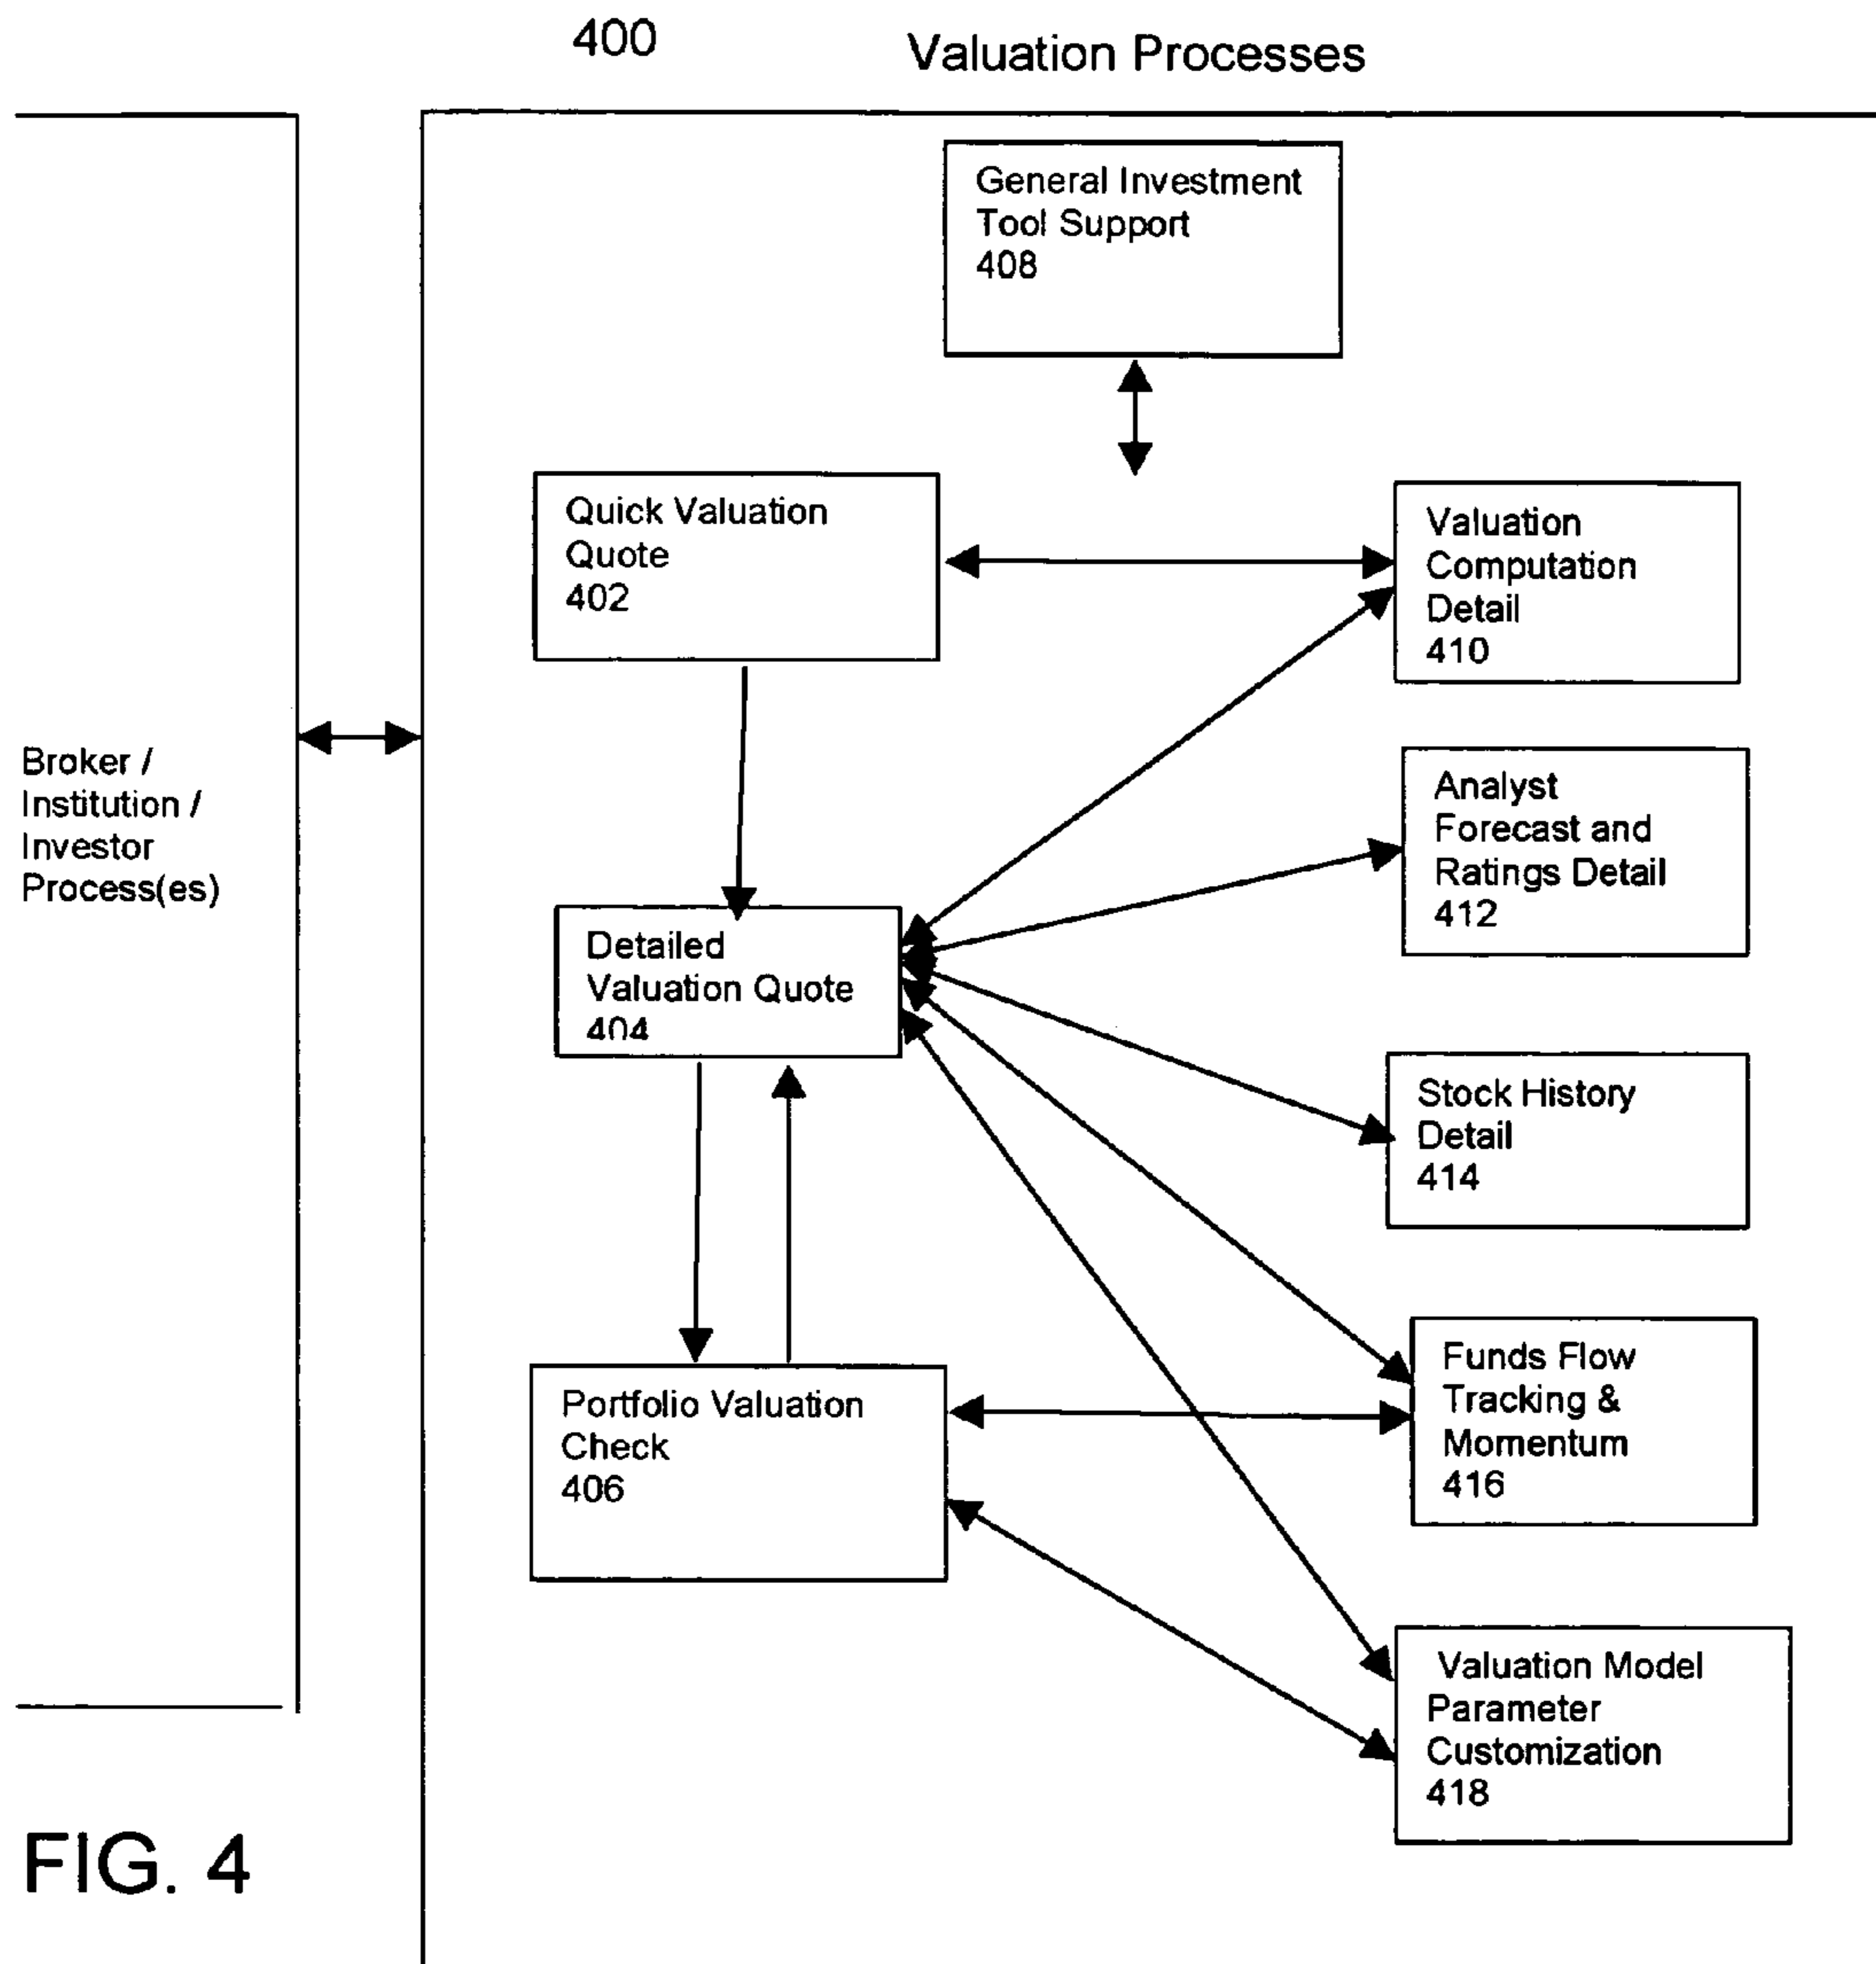 400
Valuation Processes
General Investment
Tool Support
408
Quick Valuation
Quote
402
Valuation
Computation
Detail
410
Broker /
Institution /
Investor
Process(es)
Analyst
Forecast and
Ratings Detail
412
Detailed
Valuation Quote
404
Stock History
Detail
414
Portfolio Valuation
Check
406
Funds Flow
Tracking &
Momentum
416
Valuation Model
Parameter
Customization
418
FIG. 4